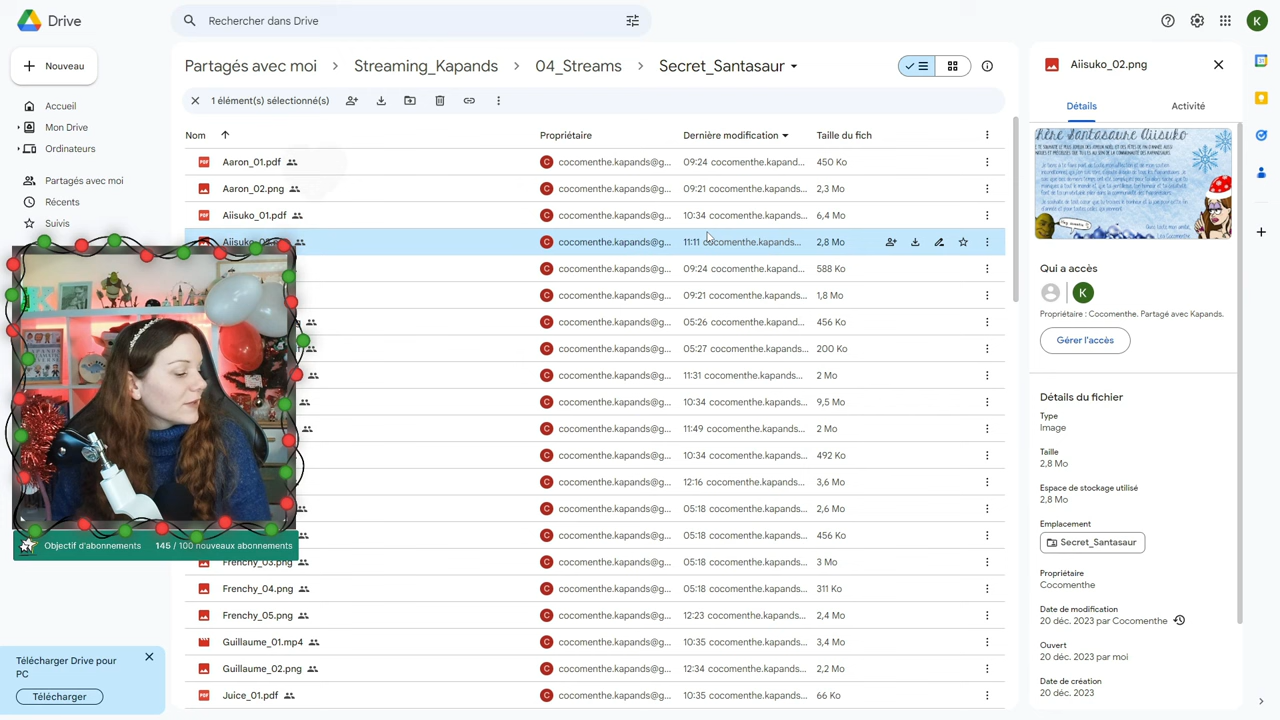 Drive
Rechercher dans Drive
K
Nouveau
Partagés avec moi
Streaming_Kapands
04_Streams
Secret_Santasaur
Aiisuko_02.png
Accueil
Mon Drive
Ordinateurs
Partagés avec moi
Récents
Suivis
1 élément(s) sélectionné(s)
Détails
Activité
Nom
Propriétaire
Dernière modification
Taille du fich
Aaron_01.pdf
C cocomenthe.kapands@g...
09:24 cocomenthe.kapand...
450 Ko
Aaron_02.png
C cocomenthe.kapands@g...
09:21 cocomenthe.kapands...
2,3 Mo
Aiisuko_01.pdf
C cocomenthe.kapands@g...
10:34 cocomenthe.kapands...
6,4 Mo
C cocomenthe.kapands@g...
11:11 cocomenthe.kapands...
2,8 Mo
C cocomenthe.kapands@g...
09:24 cocomenthe.kapand...
588 Ko
C cocomenthe.kapands@g...
09:21 cocomenthe.kapands...
1,8 Mo
C cocomenthe.kapands@g...
05:26 cocomenthe.kapand...
456 Ko
C cocomenthe.kapands@g...
05:27 cocomenthe.kapands...
200 Ko
C cocomenthe.kapands@g...
11:31 cocomenthe.kapands...
2 Mo
C cocomenthe.kapands@g...
10:34 cocomenthe.kapands...
9,5 Mo
C cocomenthe.kapands@g...
11:49 cocomenthe.kapands...
2 Mo
C cocomenthe.kapands@g...
10:34 cocomenthe.kapands...
492 Ko
C cocomenthe.kapands@g...
12:16 cocomenthe.kapands...
3,6 Mo
C cocomenthe.kapands@g...
05:18 cocomenthe.kapands...
2,6 Mo
C cocomenthe.kapands@g...
05:18 cocomenthe.kapands...
456 Ko
Frenchy_03.png
C cocomenthe.kapands@g...
05:18 cocomenthe.kapands...
3 Mo
Frenchy_04.png
C cocomenthe.kapands@g...
05:18 cocomenthe.kapands...
311 Ko
Frenchy_05.png
C cocomenthe.kapands@g...
12:23 cocomenthe.kapands...
2,4 Mo
Guillaume_01.mp4
C cocomenthe.kapands@g...
10:35 cocomenthe.kapands...
3,4 Mo
Guillaume_02.png
C cocomenthe.kapands@g...
12:34 cocomenthe.kapands...
2,2 Mo
Juice_01.pdf
C cocomenthe.kapands@g...
10:35 cocomenthe.kapands...
66 Ko
Objectif d'abonnements 145 / 100 nouveaux abonnements
Télécharger Drive pour
PC
Télécharger
Santasaure Aiisuko
Qui a accès
K
Propriétaire : Cocomenthe. Partagé avec Kapands.
Gérer l'accès
Détails du fichier
Type
Image
Taille
2,8 Mo
Espace de stockage utilisé
2,8 Mo
Emplacement
Secret_Santasaur
Propriétaire
Cocomenthe
Date de modification
20 déc. 2023 par Cocomenthe
Ouvert
20 déc. 2023 par moi
Date de création
20 déc. 2023